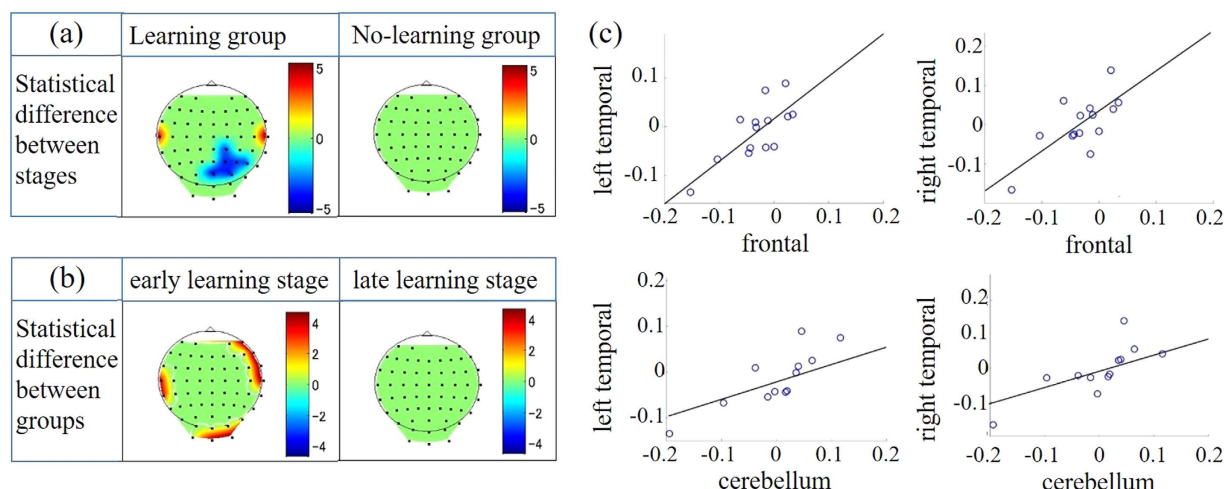 (a)
Learning group
No-learning group
Statistical
difference
between
stages
5
0
-5
5
0
-5
(b)
early learning stage
late learning stage
Statistical
difference
between
groups
4
2
0
-2
-4
4
2
0
-2
-4
(c)
left temporal
0.1
0
-0.1
-0.2
-0.1
0
0.1
0.2
frontal
right temporal
0.2
0.1
0
-0.1
-0.2
-0.1
0
0.1
0.2
frontal
left temporal
0.2
0.1
0
-0.1
-0.2
-0.1
0
0.1
0.2
cerebellum
right temporal
0.2
0.1
0
-0.1
-0.2
-0.1
0
0.1
0.2
cerebellum